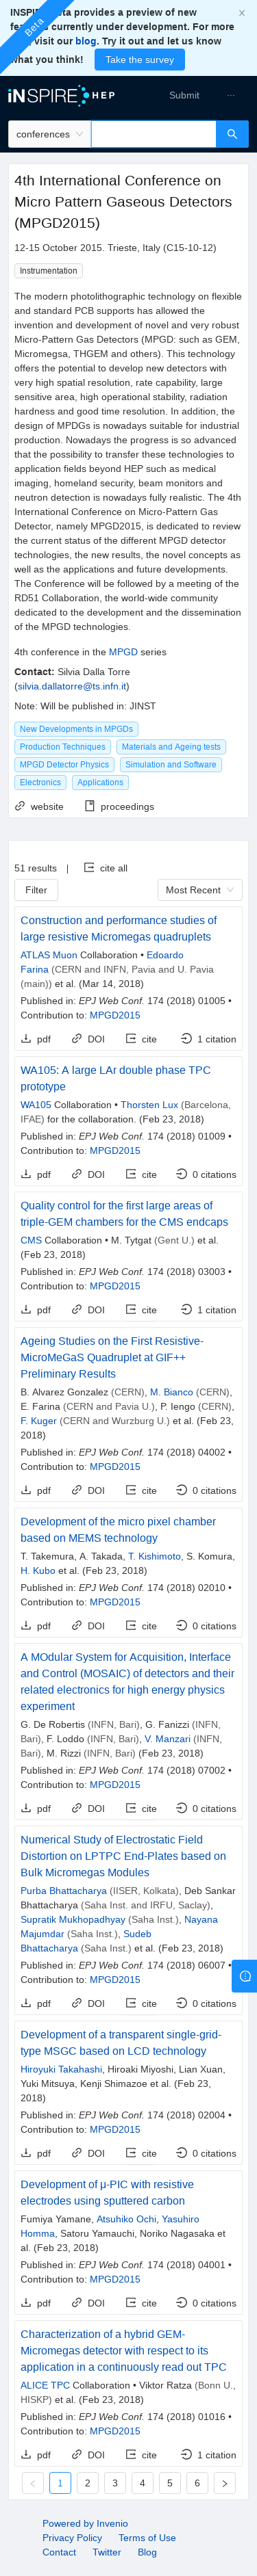 Beta
INSPIRE Beta provides a preview of new
features currently under development. For more
info, visit our blog. Try it out and let us know
what you think! Take the survey
INSPIRE HEP
Submit ···
conferences
4th International Conference on
Micro Pattern Gaseous Detectors
(MPGD2015)
12-15 October 2015. Trieste, Italy (C15-10-12)
Instrumentation
The modern photolithographic technology on flexible
and standard PCB supports has allowed the
invention and development of novel and robust
Micro-Pattern Gas Detectors (MPGD: such as GEM,
Micromegsa, THGEM and others). This technology
offers the potential to develop new detectors
with very high spatial resolution, rate capability, large
sensitive area, high operational stability, radiation
hardness and high time resolution. In addition, the
design of MPGDs is nowadays suitable for industrial
production. Nowadays the progress is so advanced
that the possibility to transfer these technologies to
application fields beyond HEP such as medical
imaging, homeland security, beam monitors and
neutron detection is nowadays fully realistic. The 4th
International Conference on Micro-Pattern Gas
Detector, namely MPGD2015, is dedicated to review
the current status of the different MPGD detector
technologies, the new results, the novel concepts as
well as the applications and future developments.
The Conference will be followed by a meeting of the
RD51 Collaboration, the world-wide community
dedicated to the development and the dissemination
of the MPGD technologies.
4th conference in the MPGD series
Contact: Silvia Dalla Torre
(silvia.dallatorre@ts.infn.it)
Note: Will be published in: JINST
New Developments in MPGDs
Production Techniques Materials and Ageing tests
MPGD Detector Physics Simulation and Software
Electronics Applications
website proceedings
51 results | cite all
Filter Most Recent
Construction and performance studies of
large resistive Micromegas quadruplets
ATLAS Muon Collaboration • Edoardo
Farina (CERN and INFN, Pavia and U. Pavia
(main)) et al. (Mar 14, 2018)
Published in: EPJ Web Conf. 174 (2018) 01005 •
Contribution to: MPGD2015
pdf DOI cite 1 citation
WA105: A large LAr double phase TPC
prototype
WA105 Collaboration • Thorsten Lux (Barcelona,
IFAE) for the collaboration. (Feb 23, 2018)
Published in: EPJ Web Conf. 174 (2018) 01009 •
Contribution to: MPGD2015
pdf DOI cite 0 citations
Quality control for the first large areas of
triple-GEM chambers for the CMS endcaps
CMS Collaboration • M. Tytgat (Gent U.) et al.
(Feb 23, 2018)
Published in: EPJ Web Conf. 174 (2018) 03003 •
Contribution to: MPGD2015
pdf DOI cite 1 citation
Ageing Studies on the First Resistive-
MicroMeGaS Quadruplet at GIF++
Preliminary Results
B. Alvarez Gonzalez (CERN), M. Bianco (CERN),
E. Farina (CERN and Pavia U.), P. Iengo (CERN),
F. Kuger (CERN and Wurzburg U.) et al. (Feb 23,
2018)
Published in: EPJ Web Conf. 174 (2018) 04002 •
Contribution to: MPGD2015
pdf DOI cite 0 citations
Development of the micro pixel chamber
based on MEMS technology
T. Takemura, A. Takada, T. Kishimoto, S. Komura,
H. Kubo et al. (Feb 23, 2018)
Published in: EPJ Web Conf. 174 (2018) 02010 •
Contribution to: MPGD2015
pdf DOI cite 0 citations
A MOdular System for Acquisition, Interface
and Control (MOSAIC) of detectors and their
related electronics for high energy physics
experiment
G. De Robertis (INFN, Bari), G. Fanizzi (INFN,
Bari), F. Loddo (INFN, Bari), V. Manzari (INFN,
Bari), M. Rizzi (INFN, Bari) (Feb 23, 2018)
Published in: EPJ Web Conf. 174 (2018) 07002 •
Contribution to: MPGD2015
pdf DOI cite 0 citations
Numerical Study of Electrostatic Field
Distortion on LPTPC End-Plates based on
Bulk Micromegas Modules
Purba Bhattacharya (IISER, Kolkata), Deb Sankar
Bhattacharya (Saha Inst. and IRFU, Saclay),
Supratik Mukhopadhyay (Saha Inst.), Nayana
Majumdar (Saha Inst.), Sudeb
Bhattacharya (Saha Inst.) et al. (Feb 23, 2018)
Published in: EPJ Web Conf. 174 (2018) 06007 •
Contribution to: MPGD2015
pdf DOI cite 0 citations
Development of a transparent single-grid-
type MSGC based on LCD technology
Hiroyuki Takahashi, Hiroaki Miyoshi, Lian Xuan,
Yuki Mitsuya, Kenji Shimazoe et al. (Feb 23,
2018)
Published in: EPJ Web Conf. 174 (2018) 02004 •
Contribution to: MPGD2015
pdf DOI cite 0 citations
Development of μ-PIC with resistive
electrodes using sputtered carbon
Fumiya Yamane, Atsuhiko Ochi, Yasuhiro
Homma, Satoru Yamauchi, Noriko Nagasaka et
al. (Feb 23, 2018)
Published in: EPJ Web Conf. 174 (2018) 04001 •
Contribution to: MPGD2015
pdf DOI cite 0 citations
Characterization of a hybrid GEM-
Micromegas detector with respect to its
application in a continuously read out TPC
ALICE TPC Collaboration • Viktor Ratza (Bonn U.,
HISKP) et al. (Feb 23, 2018)
Published in: EPJ Web Conf. 174 (2018) 01016 •
Contribution to: MPGD2015
pdf DOI cite 1 citation
1 2 3 4 5 6
Powered by Invenio
Privacy Policy Terms of Use
Contact Twitter Blog